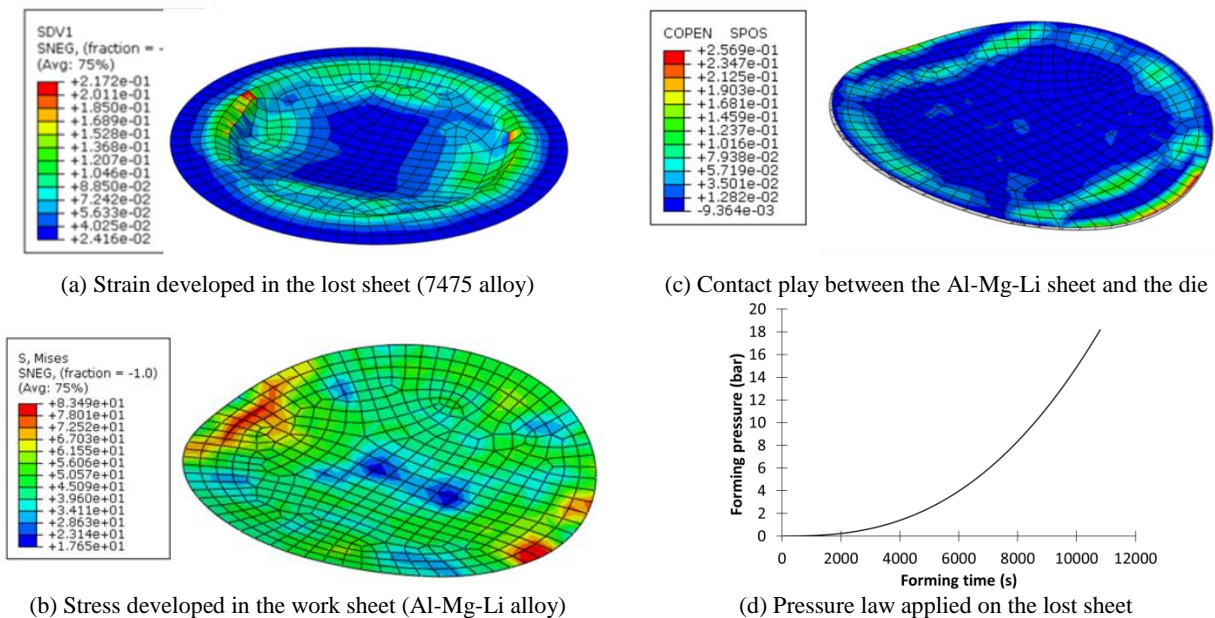 SDV1
SNEG, (fraction = -
(Avg: 75%)
+2.172e-01
+2.011e-01
+1.850e-01
+1.689e-01
+1.528e-01
+1.368e-01
+1.207e-01
+1.046e-01
+8.850e-02
+7.242e-02
+5.633e-02
+4.025e-02
+2.416e-02
(a) Strain developed in the lost sheet (7475 alloy)
COPEN SPOS
+2.569e-01
+2.347e-01
+2.125e-01
+1.903e-01
+1.681e-01
+1.459e-01
+1.237e-01
+1.016e-01
+7.938e-02
+5.719e-02
+3.501e-02
+1.282e-02
-9.364e-03
(c) Contact play between the Al-Mg-Li sheet and the die
S, Mises
SNEG, (fraction = -1.0)
(Avg: 75%)
+8.349e+01
+7.801e+01
+7.252e+01
+6.703e+01
+6.155e+01
+5.606e+01
+5.057e+01
+4.509e+01
+3.960e+01
+3.411e+01
+2.863e+01
+2.314e+01
+1.765e+01
(b) Stress developed in the work sheet (Al-Mg-Li alloy)
Forming pressure (bar)
20
18
16
14
12
10
8
6
4
2
0
0 2000 4000 6000 8000 10000 12000
Forming time (s)
(d) Pressure law applied on the lost sheet